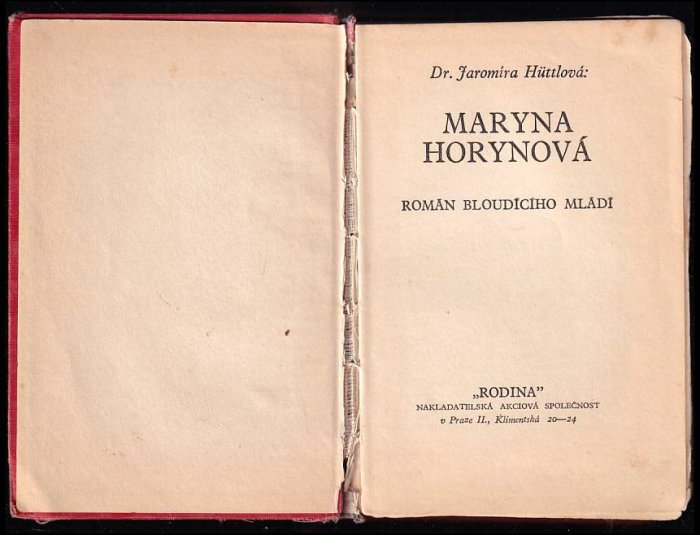 Dr. Jaromíra Hüttlová:
MARYNA
HORYNOVÁ
ROMÁN BLOUDÍCÍHO MLÁDÍ
„RODINA"
NAKLADATELSKÁ AKCIOVÁ SPOLEČNOST
v Praze II., Klimentská 20—24